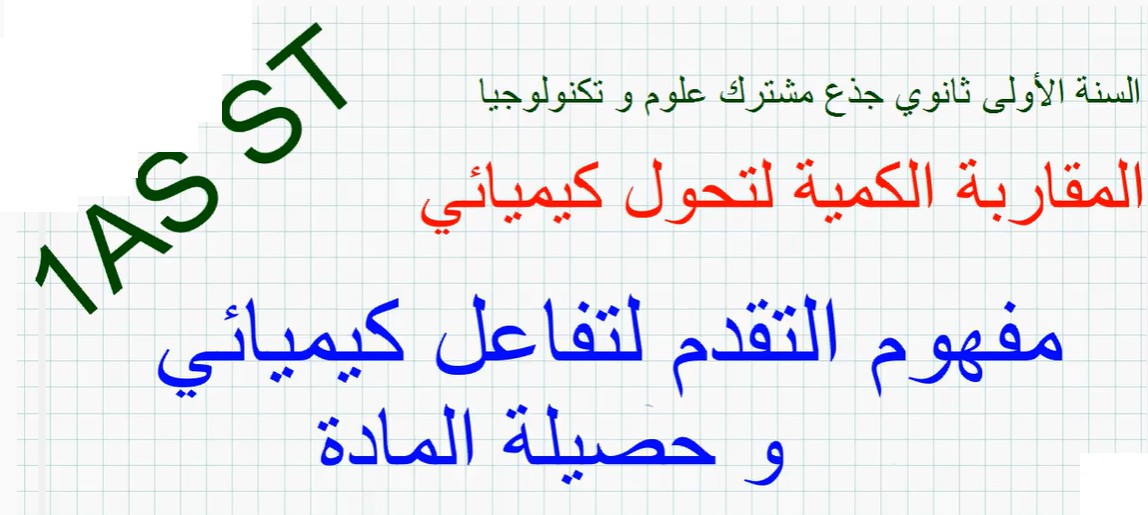 1AS ST
السنة الأولى ثانوي جذع مشترك علوم و تكنولوجيا
المقاربة الكمية لتحول كيميائي
مفهوم التقدم لتفاعل كيميائي
و حصيلة المادة